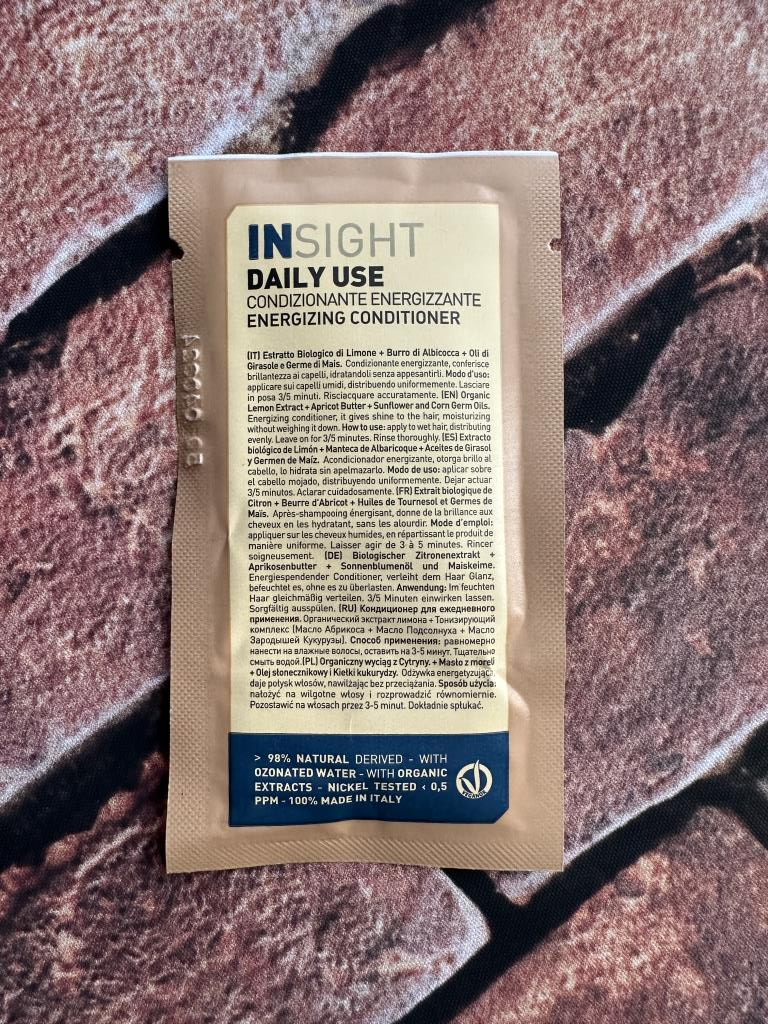 INSIGHT
DAILY USE
CONDIZIONANTE ENERGIZZANTE
ENERGIZING CONDITIONER
(IT) Estratto Biologico di Limone + Burro di Albicocca + Oli di
Girasole e Germe di Mais. Condizionante energizzante, conferisce
brillantezza ai capelli, idratandoli senza appesantirli. Modo d'uso:
applicare sui capelli umidi, distribuendo uniformemente. Lasciare
in posa 3/5 minuti. Risciacquare accuratamente. (EN) Organic
Lemon Extract + Apricot Butter + Sunflower and Corn Germ Oils.
Energizing conditioner, it gives shine to the hair, moisturizing
without weighing it down. How to use: apply to wet hair, distributing
evenly. Leave on for 3/5 minutes. Rinse thoroughly. (ES) Extracto
biológico de Limón + Manteca de Albaricoque + Aceites de Girasol
y Germen de Maíz. Acondicionador energizante, otorga brillo al
cabello, lo hidrata sin apelmazarlo. Modo de uso: aplicar sobre
el cabello mojado, distribuyendo uniformemente. Dejar actuar
3/5 minutos. Aclarar cuidadosamente. (FR) Extrait biologique de
Citron + Beurre d'Abricot + Huiles de Tournesol et Germes de
Maïs. Après-shampooing énergisant, donne de la brillance aux
cheveux en les hydratant, sans les alourdir. Mode d'emploi:
appliquer sur les cheveux humides, en répartissant le produit de
manière uniforme. Laisser agir de 3 à 5 minutes. Rincer
soigneusement. (DE) Biologischer Zitronenextrakt +
Aprikosenbutter + Sonnenblumenöl und Maiskeime.
Energiespendender Conditioner, verleiht dem Haar Glanz,
befeuchtet es, ohne es zu überlasten. Anwendung: Im feuchten
Haar gleichmäßig verteilen. 3/5 Minuten einwirken lassen.
Sorgfältig ausspülen. (RU) Кондиционер для ежедневного
применения. Органический экстракт лимона + Тонизирующий
комплекс (Масло Абрикоса + Масло Подсолнуха + Масло
Зародышей Кукурузы). Способ применения: равномерно
нанести на влажные волосы, оставить на 3-5 минут. Тщательно
смыть водой.(PL) Organiczny wyciąg z Cytryny. + Masło z moreli
+ Olej słonecznikowy i Kiełki kukurydzy. Odżywka energetyzująca,
daje połysk włosów, nawilżając bez przeciążania. Sposób użycia:
nałożyć na wilgotne włosy i rozprowadzić równomiernie.
Pozostawić na włosach przez 3-5 minut. Dokładnie spłukać.
> 98% NATURAL DERIVED - WITH
OZONATED WATER - WITH ORGANIC
EXTRACTS - NICKEL TESTED < 0,5
PPM - 100% MADE IN ITALY
VEGANOK